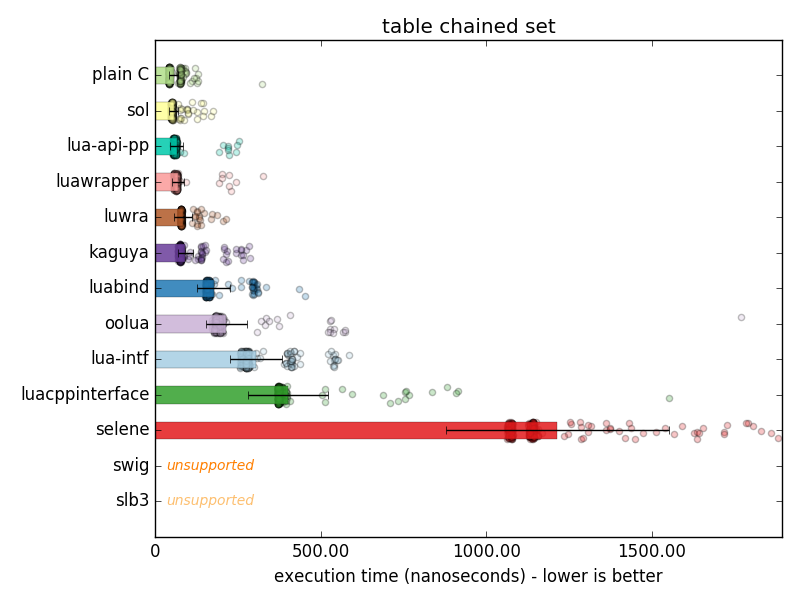 table chained set
plain C
sol
lua-api-pp
luawrapper
luwra
kaguya
luabind
oolua
lua-intf
luacppinterface
selene
swig unsupported
slb3 unsupported
0 500.00 1000.00 1500.00
execution time (nanoseconds) - lower is better